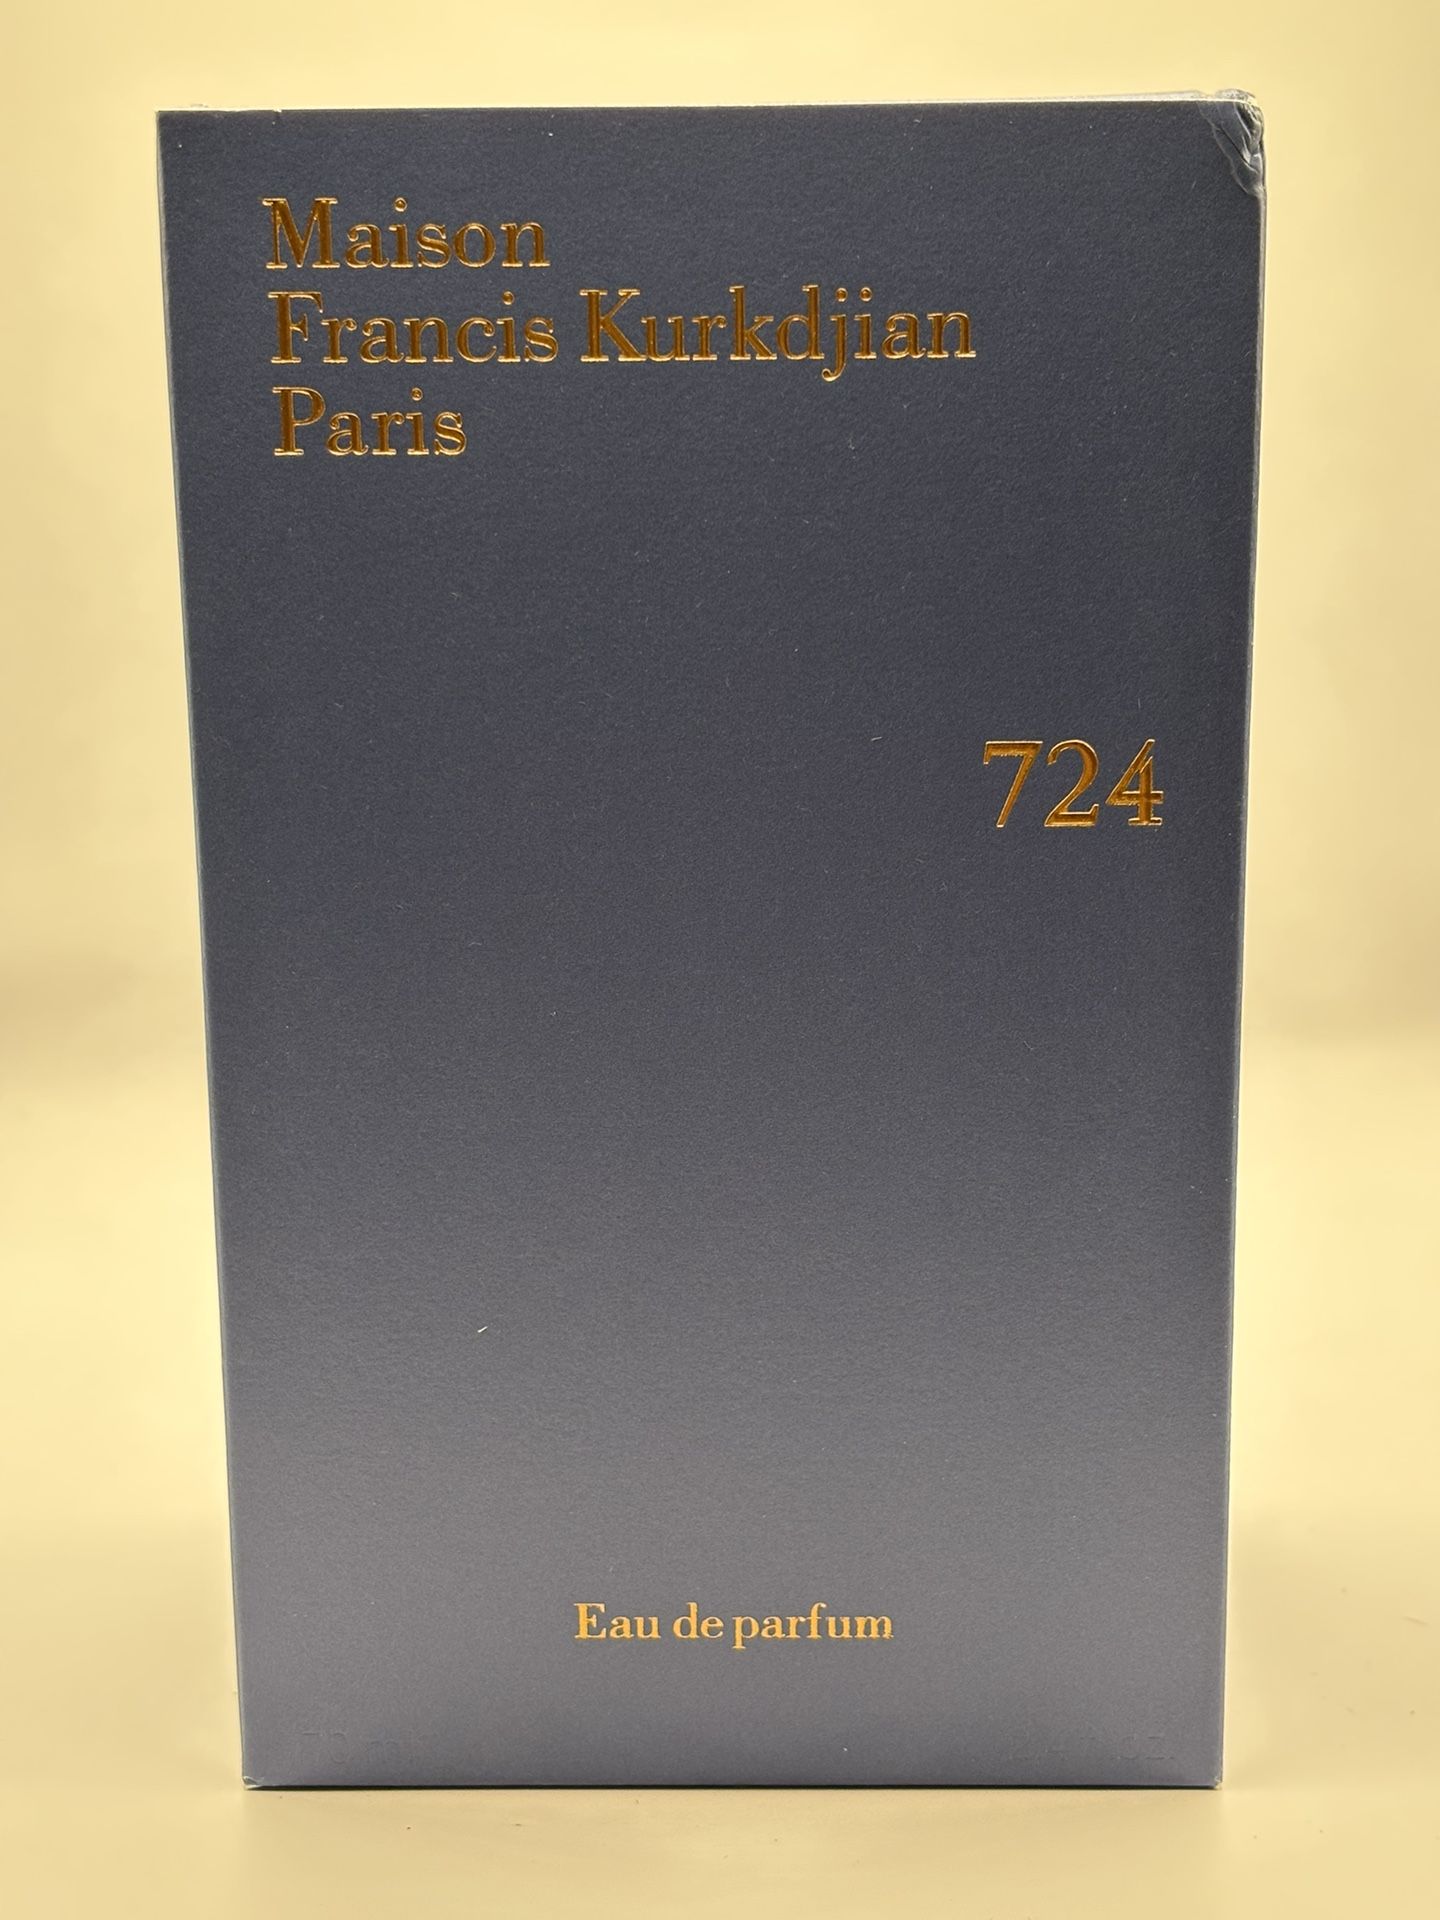 Maison
Francis Kurkdjian
Paris
724
Eau de parfum